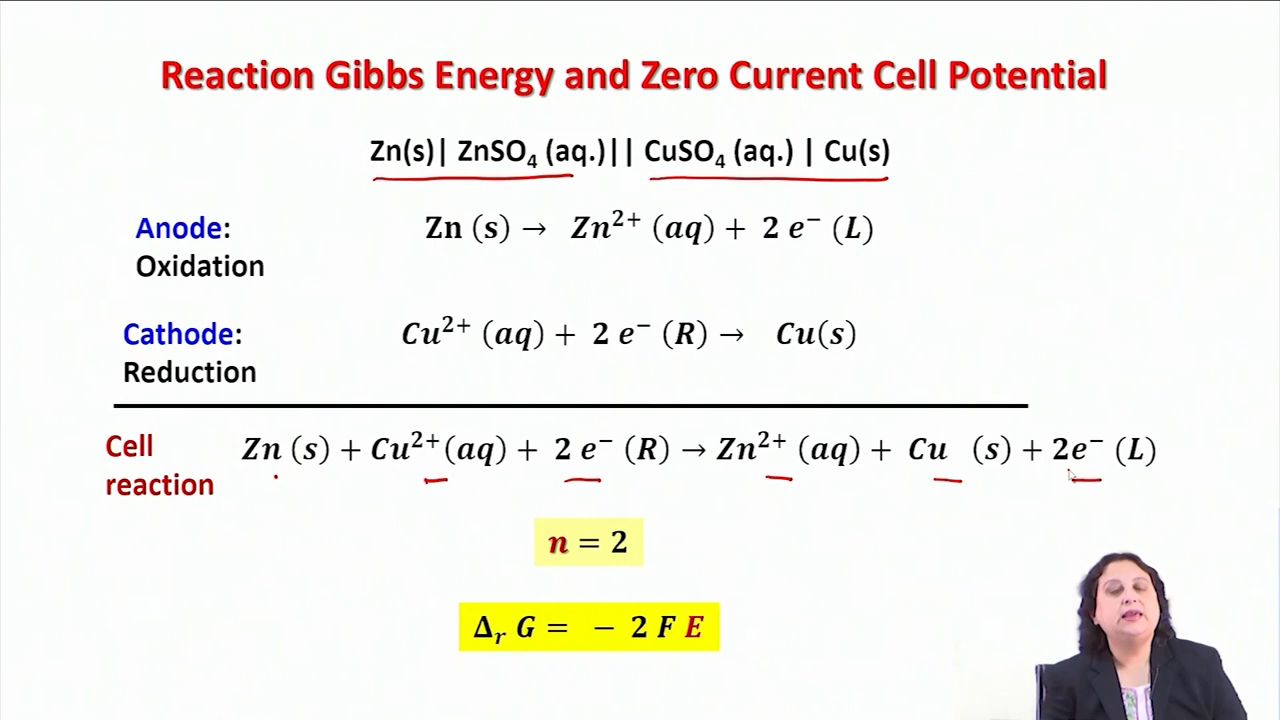 Reaction Gibbs Energy and Zero Current Cell Potential
Zn(s)| ZnSO₄ (aq.)|| CuSO₄ (aq.) | Cu(s)
Anode: Zn (s) → Zn²⁺ (aq) + 2 e⁻ (L)
Oxidation
Cathode: Cu²⁺ (aq) + 2 e⁻ (R) → Cu(s)
Reduction
Cell Zn (s) + Cu²⁺(aq) + 2 e⁻ (R) → Zn²⁺ (aq) + Cu (s) + 2e⁻ (L)
reaction
n = 2
Δᵣ G = − 2 F E